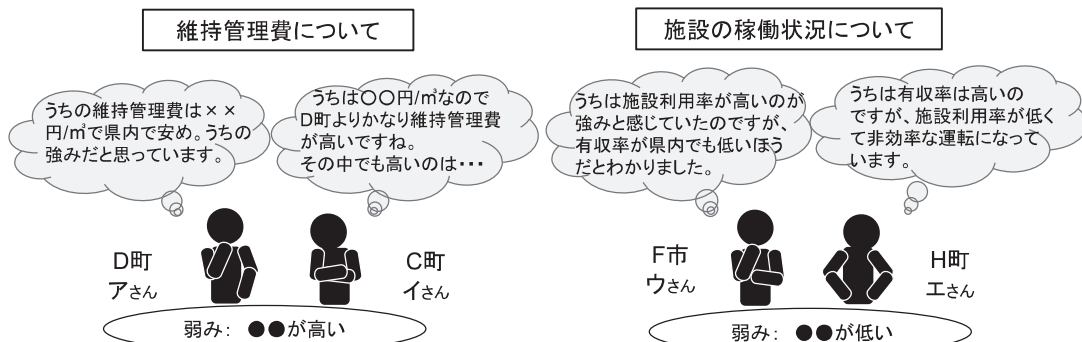 維持管理費について
うちの維持管理費は××
円/㎡で県内で安め。うちの
強みだと思っています。
うちは〇〇円/㎡なので
D町よりかなり維持管理費
が高いですね。
その中でも高いのは・・・
D町
アさん
C町
イさん
弱み: ●●が高い
施設の稼働状況について
うちは施設利用率が高いのが
強みと感じていたのですが、
有収率が県内でも低いほう
だとわかりました。
うちは有収率は高いの
ですが、施設利用率が低く
て非効率な運転になって
います。
F市
ウさん
H町
エさん
弱み: ●●が低い